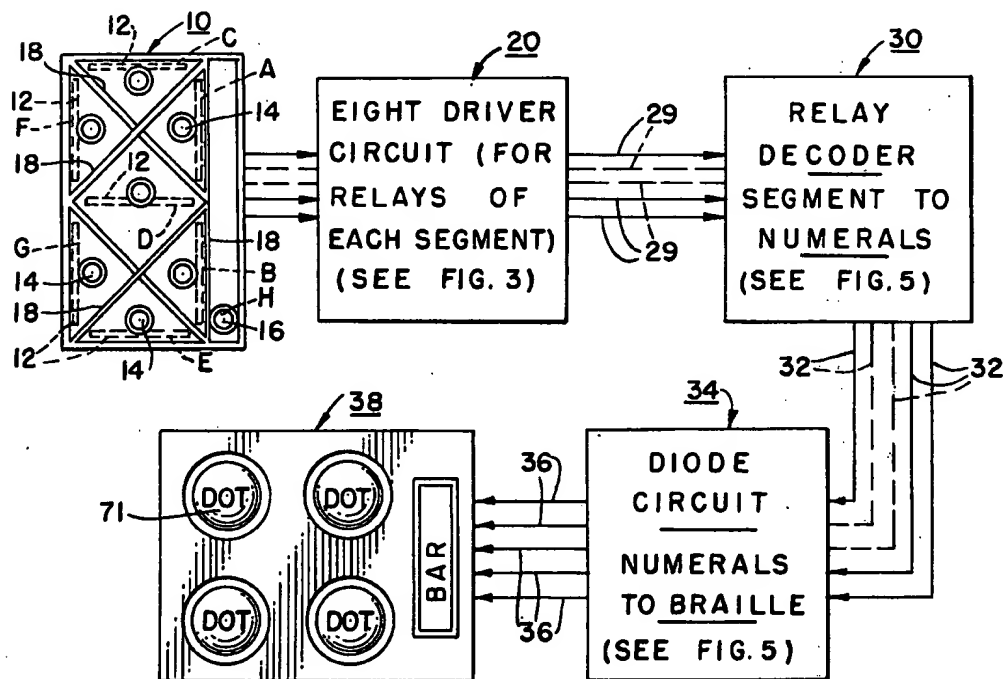 10
12
C
18
A
12
F
14
18
12
D
G
18
14
B
H
18
16
12
14
E
20
EIGHT DRIVER
CIRCUIT (FOR
RELAYS OF
EACH SEGMENT)
(SEE FIG. 3)
29
29
30
RELAY
DECODER
SEGMENT TO
NUMERALS
(SEE FIG. 5)
32
32
34
DIODE
CIRCUIT
NUMERALS
TO BRAILLE
(SEE FIG. 5)
36
36
38
DOT
DOT
71
BAR
DOT
DOT